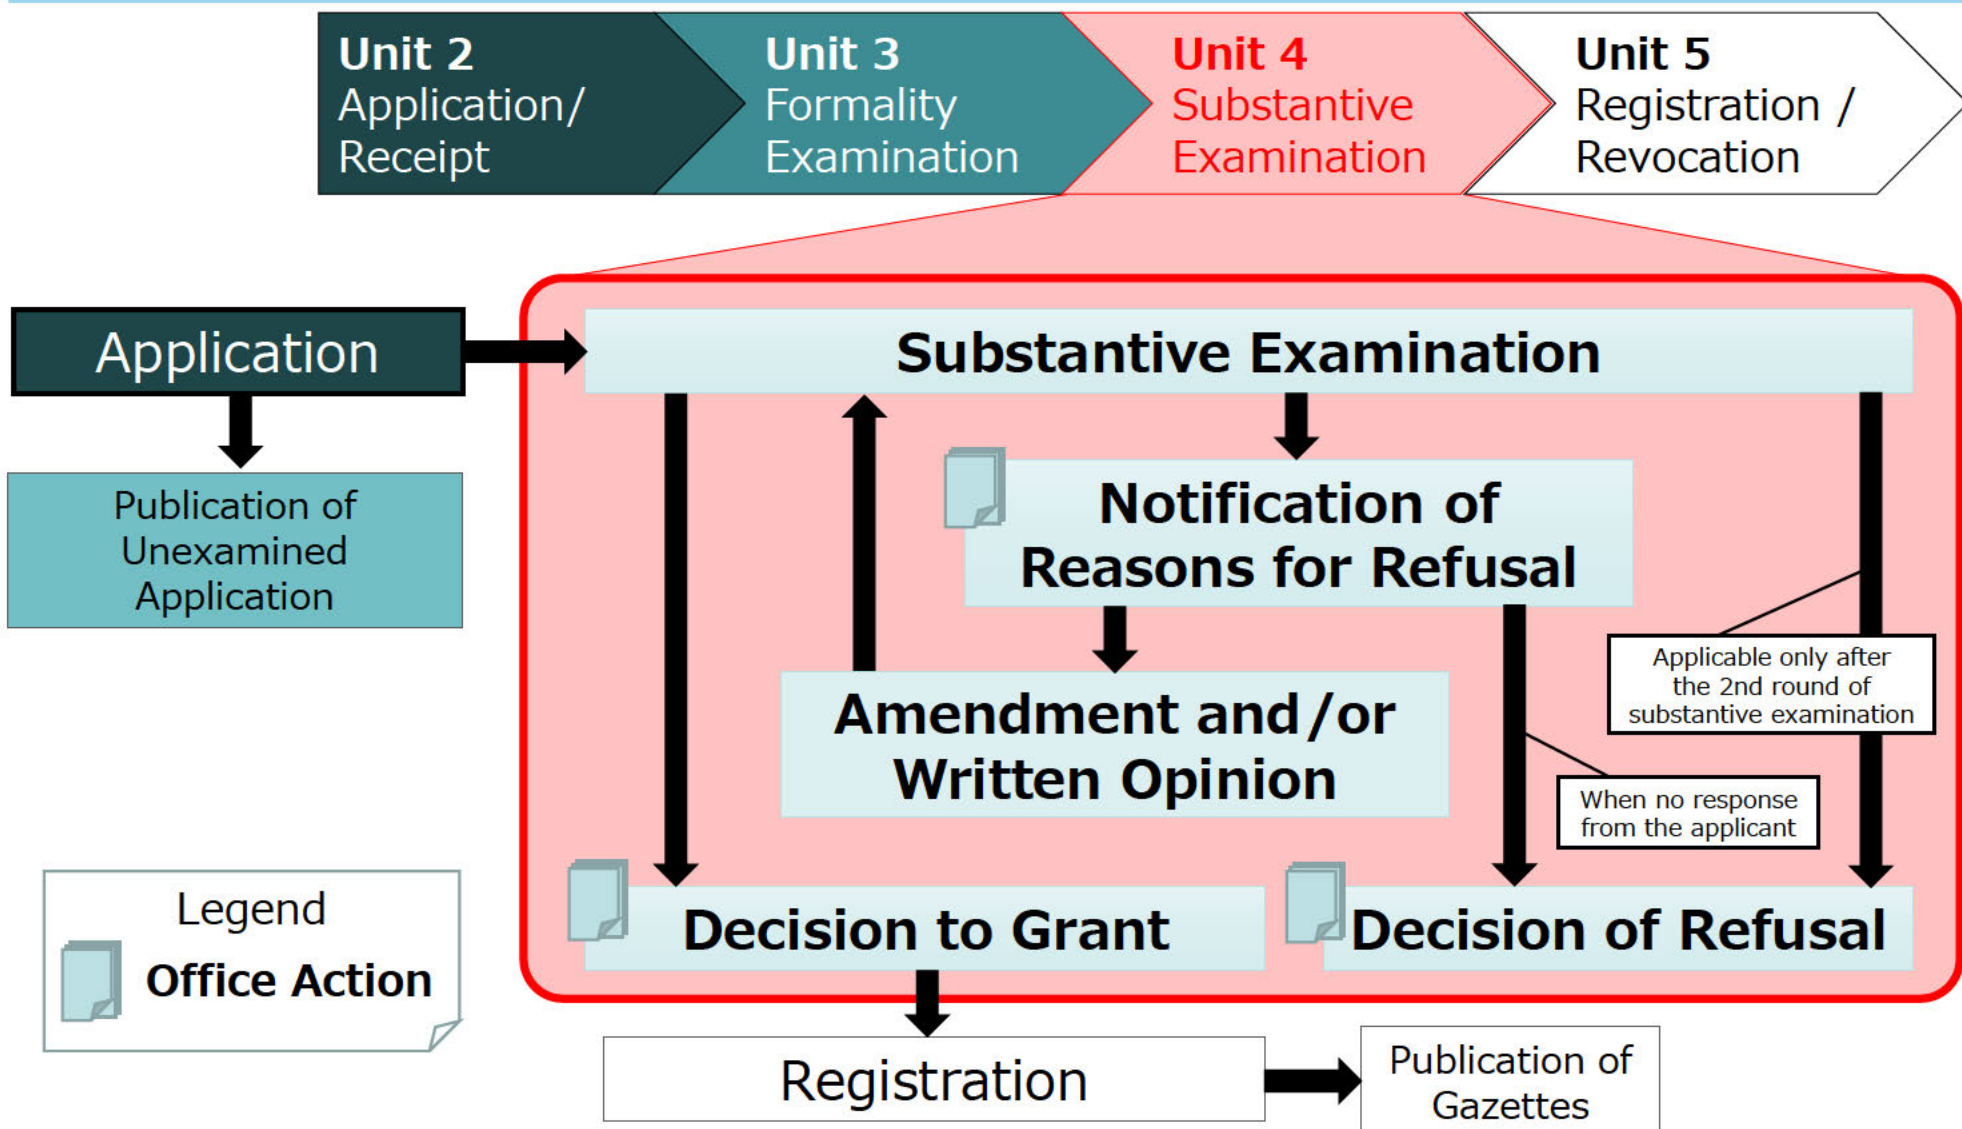 Unit 2
Application/
Receipt
Unit 3
Formality
Examination
Unit 4
Substantive
Examination
Unit 5
Registration /
Revocation
Application
Substantive Examination
Publication of
Unexamined
Application
Notification of
Reasons for Refusal
Applicable only after
the 2nd round of
substantive examination
Amendment and/or
Written Opinion
When no response
from the applicant
Legend
Office Action
Decision to Grant
Decision of Refusal
Registration
Publication of
Gazettes